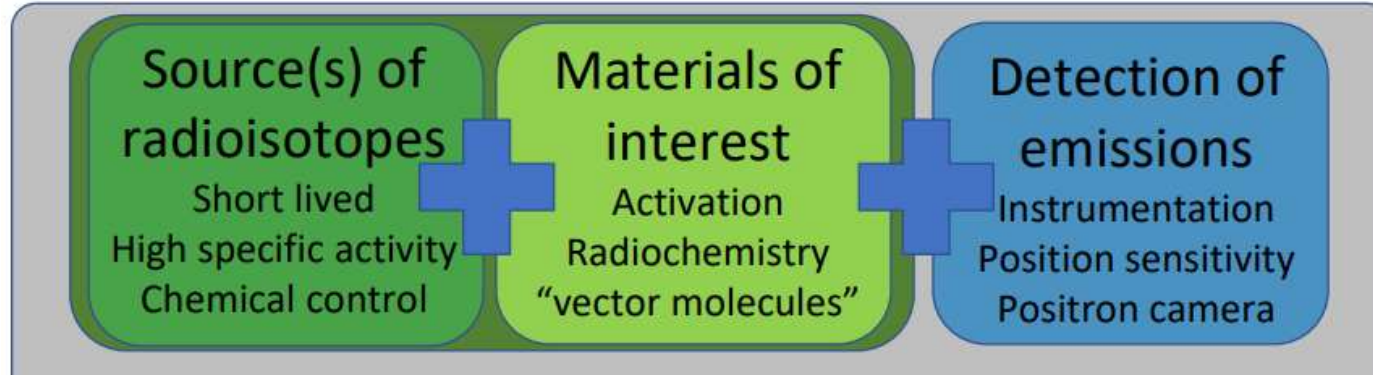 Source(s) of
radioisotopes
Short lived
High specific activity
Chemical control
Materials of
interest
Activation
Radiochemistry
“vector molecules”
Detection of
emissions
Instrumentation
Position sensitivity
Positron camera